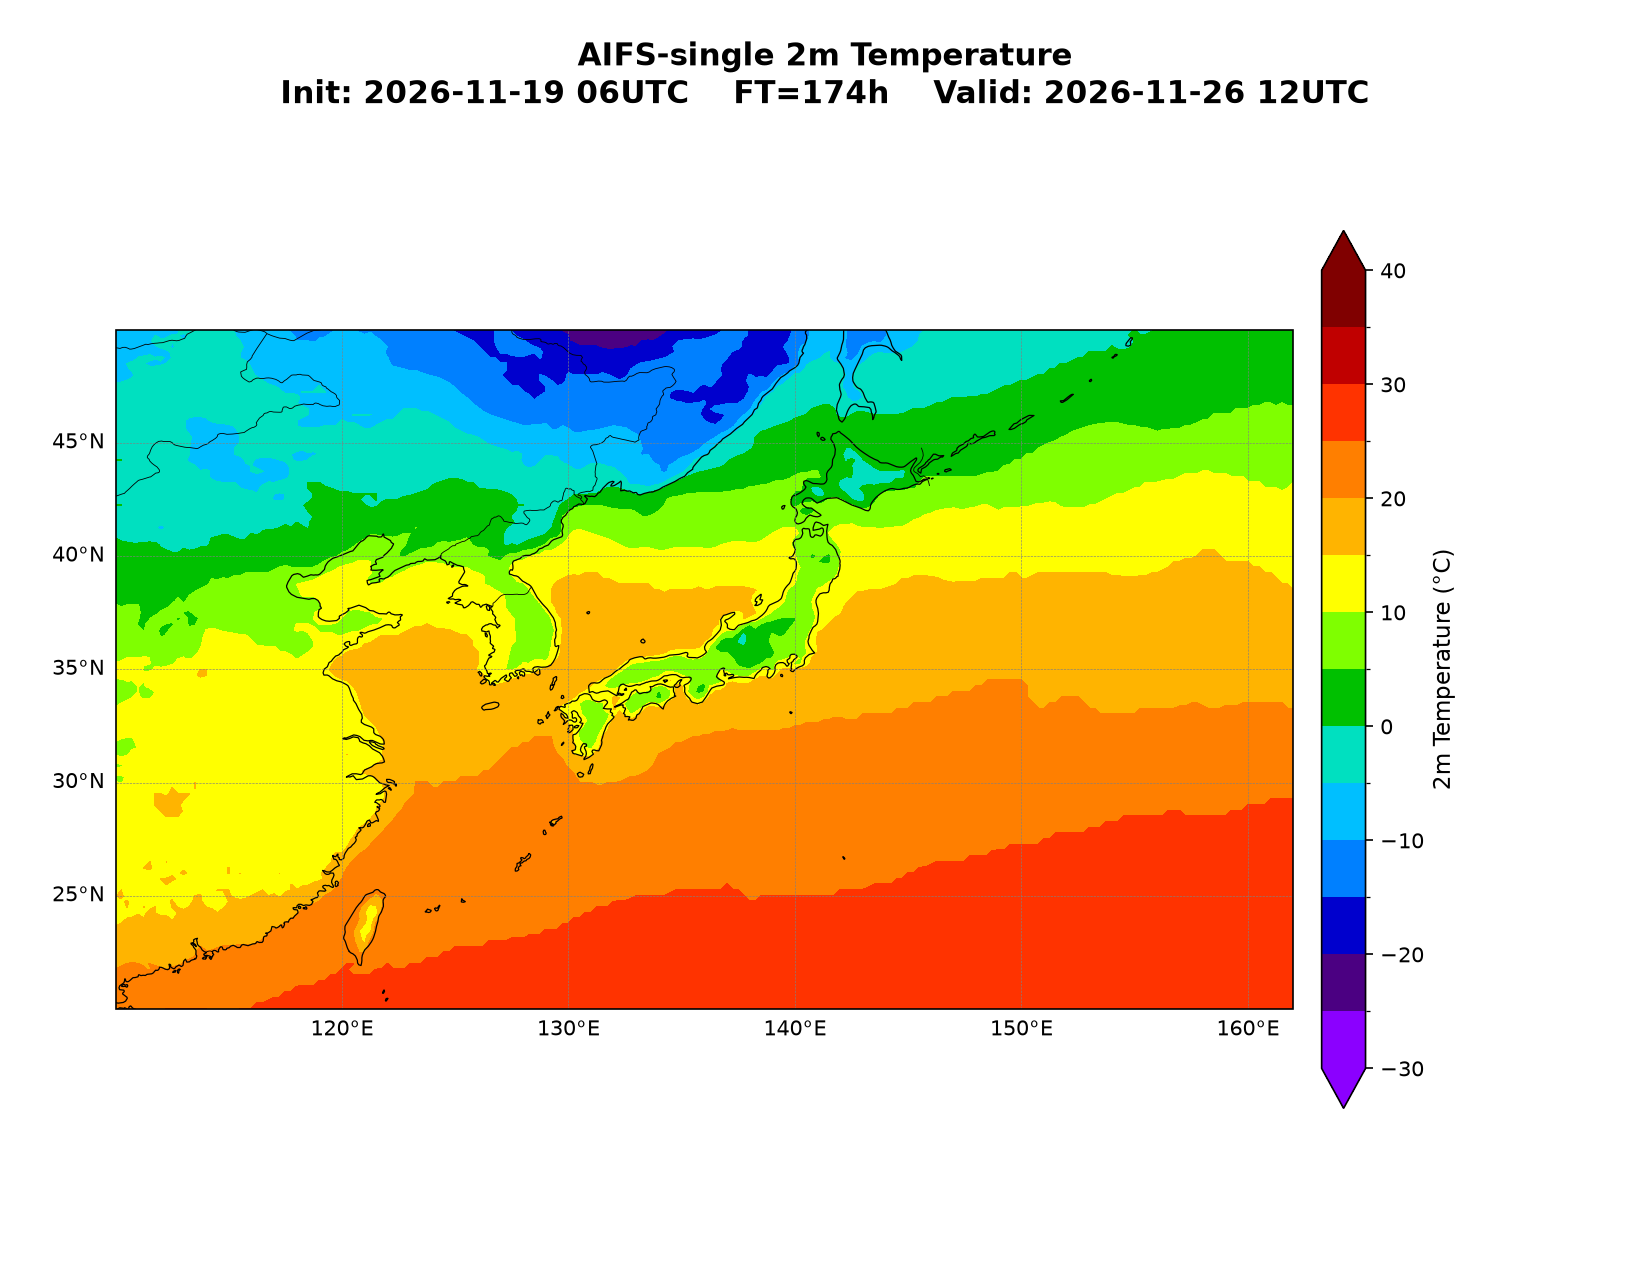 AIFS-single 2m Temperature
Init: 2026-11-19 06UTC    FT=174h    Valid: 2026-11-26 12UTC
45°N
40°N
35°N
30°N
25°N
120°E
130°E
140°E
150°E
160°E
40
30
20
10
0
−10
−20
−30
2m Temperature (°C)